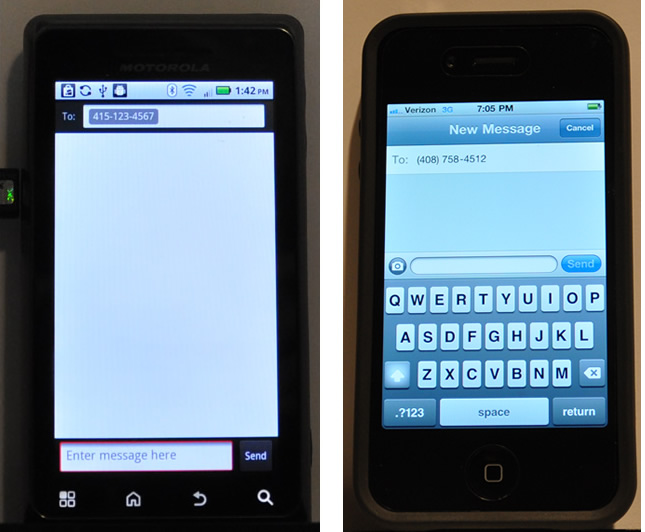 MOTOROLA
1:42 PM
To: 415-123-4567
Enter message here
Send
Verizon 3G 7:05 PM
New Message Cancel
To: (408) 758-4512
Send
Q W E R T Y U I O P
A S D F G H J K L
Z X C V B N M
.?123 space return